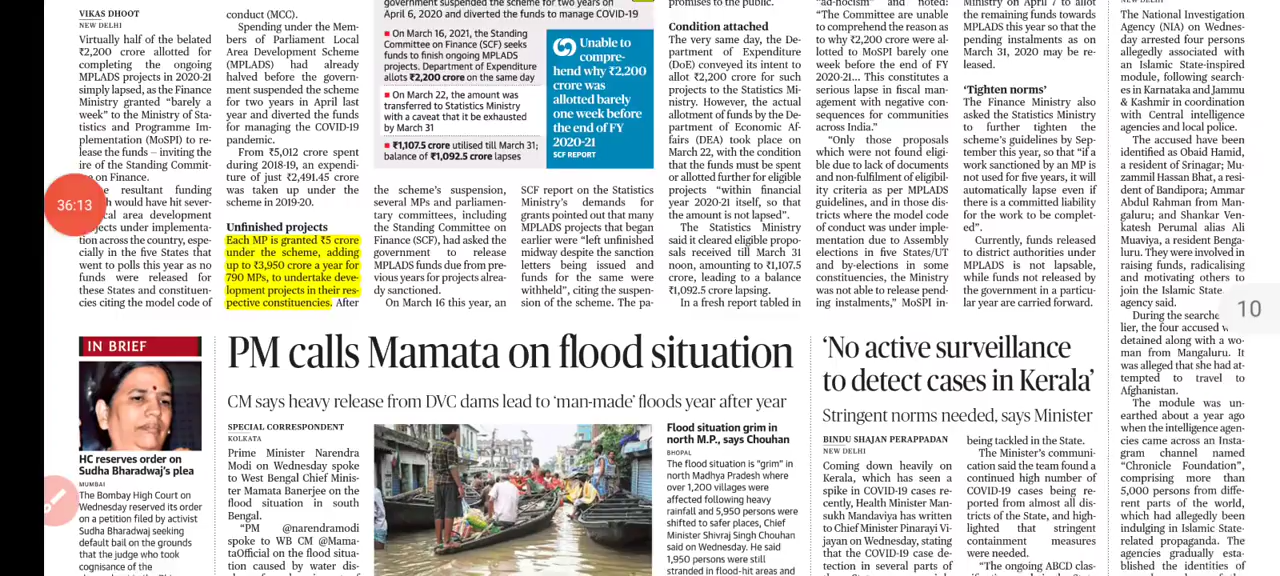 VIKAS DHOOT
NEW DELHI
Virtually half of the belated
₹2,200 crore allotted for
completing the ongoing
MPLADS projects in 2020-21
simply lapsed, as the Finance
Ministry granted “barely a
week” to the Ministry of Sta-
tistics and Programme Im-
plementation (MoSPI) to re-
lease the funds – inviting the
ire of the Standing Commit-
on Finance.
resultant funding
would have hit sever-
area development
under implementa-
tion across the country, espe-
cially in the five States that
went to polls this year as no
funds were released for
these States and constituen-
cies citing the model code of
conduct (MCC).
Spending under the Mem-
bers of Parliament Local
Area Development Scheme
(MPLADS) had already
halved before the govern-
ment suspended the scheme
for two years in April last
year and diverted the funds
for managing the COVID-19
pandemic.
From ₹5,012 crore spent
during 2018-19, an expendi-
ture of just ₹2,491.45 crore
was taken up under the
scheme in 2019-20.
Unfinished projects
Each MP is granted ₹5 crore
under the scheme, adding
up to ₹3,950 crore a year for
790 MPs, to undertake deve-
lopment projects in their res-
pective constituencies. After
government suspended the scheme for two years on
April 6, 2020 and diverted the funds to manage COVID-19
On March 16, 2021, the Standing
Committee on Finance (SCF) seeks
funds to finish ongoing MPLADS
projects. Department of Expenditure
allots ₹2,200 crore on the same day
On March 22, the amount was
transferred to Statistics Ministry
with a caveat that it be exhausted
by March 31
₹1,107.5 crore utilised till March 31;
balance of ₹1,092.5 crore lapses
Unable to
compre-
hend why ₹2,200
crore was
allotted barely
one week before
the end of FY
2020-21
SCF REPORT
the scheme’s suspension,
several MPs and parliamen-
tary committees, including
the Standing Committee on
Finance (SCF), had asked the
government to release
MPLADS funds due from pre-
vious years for projects alrea-
dy sanctioned.
On March 16 this year, an
SCF report on the Statistics
Ministry’s demands for
grants pointed out that many
MPLADS projects that began
earlier were “left unfinished
midway despite the sanction
letters being issued and
funds for the same were
withheld”, citing the suspen-
sion of the scheme. The pa-
promises to the public.
Condition attached
The very same day, the De-
partment of Expenditure
(DoE) conveyed its intent to
allot ₹2,200 crore for such
projects to the Statistics Mi-
nistry. However, the actual
allotment of funds by the De-
partment of Economic Af-
fairs (DEA) took place on
March 22, with the condition
that the funds must be spent
or allotted further for eligible
projects “within financial
year 2020-21 itself, so that
the amount is not lapsed”.
The Statistics Ministry
said it cleared eligible propo-
sals received till March 31
noon, amounting to ₹1,107.5
crore, leading to a balance
₹1,092.5 crore lapsing.
In a fresh report tabled in
“ad-hocism” and noted:
“The Committee are unable
to comprehend the reason as
to why ₹2,200 crore were al-
lotted to MoSPI barely one
week before the end of FY
2020-21... This constitutes a
serious lapse in fiscal man-
agement with negative con-
sequences for communities
across India.”
“Only those proposals
which were not found eligi-
ble due to lack of documents
and non-fulfilment of eligibil-
ity criteria as per MPLADS
guidelines, and in those dis-
tricts where the model code
of conduct was under imple-
mentation due to Assembly
elections in five States/UT
and by-elections in some
constituencies, the Ministry
was not able to release pend-
ing instalments,” MoSPI in-
Ministry on April 7 to allot
the remaining funds towards
MPLADS this year so that the
pending instalments as on
March 31, 2020 may be re-
leased.
‘Tighten norms’
The Finance Ministry also
asked the Statistics Ministry
to further tighten the
scheme’s guidelines by Sep-
tember this year, so that “if a
work sanctioned by an MP is
not used for five years, it will
automatically lapse even if
there is a committed liability
for the work to be complet-
ed”.
Currently, funds released
to district authorities under
MPLADS is not lapsable,
while funds not released by
the government in a particu-
lar year are carried forward.
NEW DELHI
The National Investigation
Agency (NIA) on Wednes-
day arrested four persons
allegedly associated with
an Islamic State-inspired
module, following search-
es in Karnataka and Jammu
& Kashmir in coordination
with Central intelligence
agencies and local police.
The accused have been
identified as Obaid Hamid,
a resident of Srinagar; Mu-
zammil Hassan Bhat, a resi-
dent of Bandipora; Ammar
Abdul Rahman from Man-
galuru; and Shankar Ven-
katesh Perumal alias Ali
Muaviya, a resident Benga-
luru. They were involved in
raising funds, radicalising
and motivating others to
join the Islamic State,
agency said.
During the searche
lier, the four accused
detained along with a wo-
man from Mangaluru. It
was alleged that she had at-
tempted to travel to
Afghanistan.
The module was un-
earthed about a year ago
when the intelligence agen-
cies came across an Insta-
gram channel named
“Chronicle Foundation”,
comprising more than
5,000 persons from diffe-
rent parts of the world,
which had allegedly been
indulging in Islamic State-
related propaganda. The
agencies gradually esta-
blished the identities of
36:13
10
IN BRIEF
HC reserves order on
Sudha Bharadwaj’s plea
MUMBAI
The Bombay High Court on
Wednesday reserved its order
on a petition filed by activist
Sudha Bharadwaj seeking
default bail on the grounds
that the judge who took
cognisance of the
PM calls Mamata on flood situation
CM says heavy release from DVC dams lead to ‘man-made’ floods year after year
SPECIAL CORRESPONDENT
KOLKATA
Prime Minister Narendra
Modi on Wednesday spoke
to West Bengal Chief Minis-
ter Mamata Banerjee on the
flood situation in south
Bengal.
“PM @narendramodi
spoke to WB CM @Mama-
taOfficial on the flood situa-
tion caused by water dis-
Flood situation grim in
north M.P., says Chouhan
BHOPAL
The flood situation is “grim” in
north Madhya Pradesh where
over 1,200 villages were
affected following heavy
rainfall and 5,950 persons were
shifted to safer places, Chief
Minister Shivraj Singh Chouhan
said on Wednesday. He said
1,950 persons were still
stranded in flood-hit areas and
‘No active surveillance
to detect cases in Kerala’
Stringent norms needed, says Minister
BINDU SHAJAN PERAPPADAN
NEW DELHI
Coming down heavily on
Kerala, which has seen a
spike in COVID-19 cases re-
cently, Health Minister Man-
sukh Mandaviya has written
to Chief Minister Pinarayi Vi-
jayan on Wednesday, stating
that the COVID-19 case de-
tection in several parts of
being tackled in the State.
The Minister’s communi-
cation said the team found a
continued high number of
COVID-19 cases being re-
ported from almost all dis-
tricts of the State, and high-
lighted that stringent
containment measures
were needed.
“The ongoing ABCD clas-